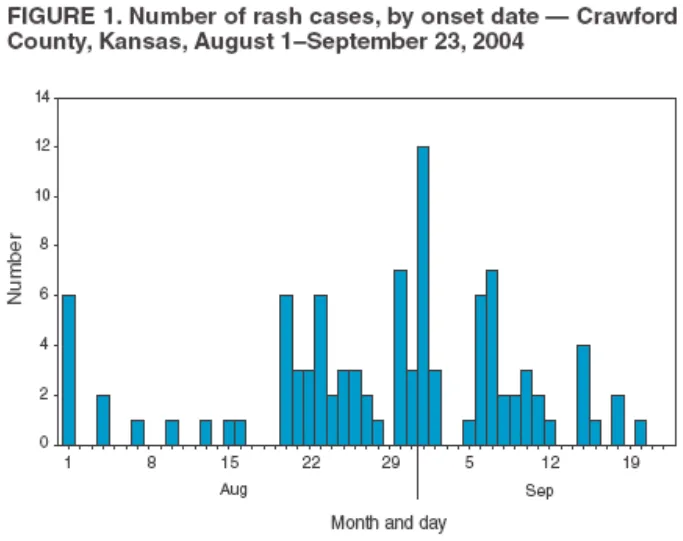 FIGURE 1. Number of rash cases, by onset date — Crawford
County, Kansas, August 1–September 23, 2004
14
12
10
8
6
4
2
0
Number
1 8 15 22 29 5 12 19
Aug Sep
Month and day